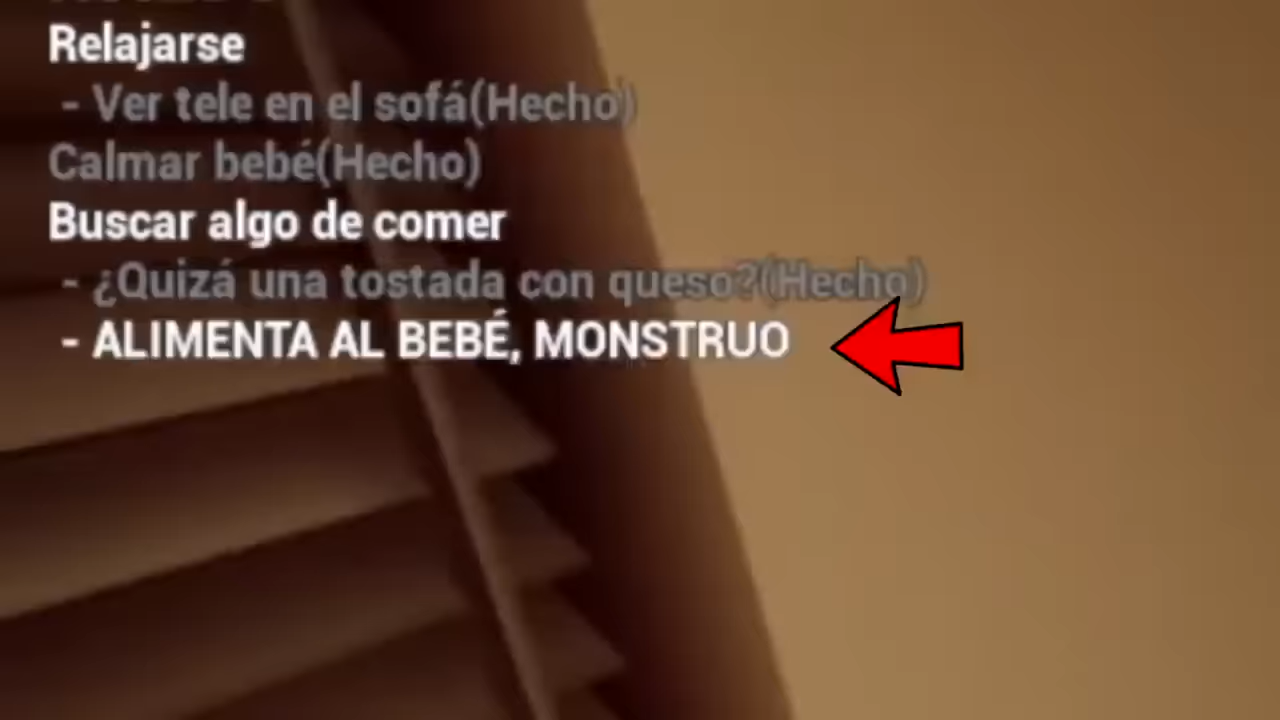 Relajarse
- Ver tele en el sofá(Hecho)
Calmar bebé(Hecho)
Buscar algo de comer
- ¿Quizá una tostada con queso?(Hecho)
- ALIMENTA AL BEBÉ, MONSTRUO